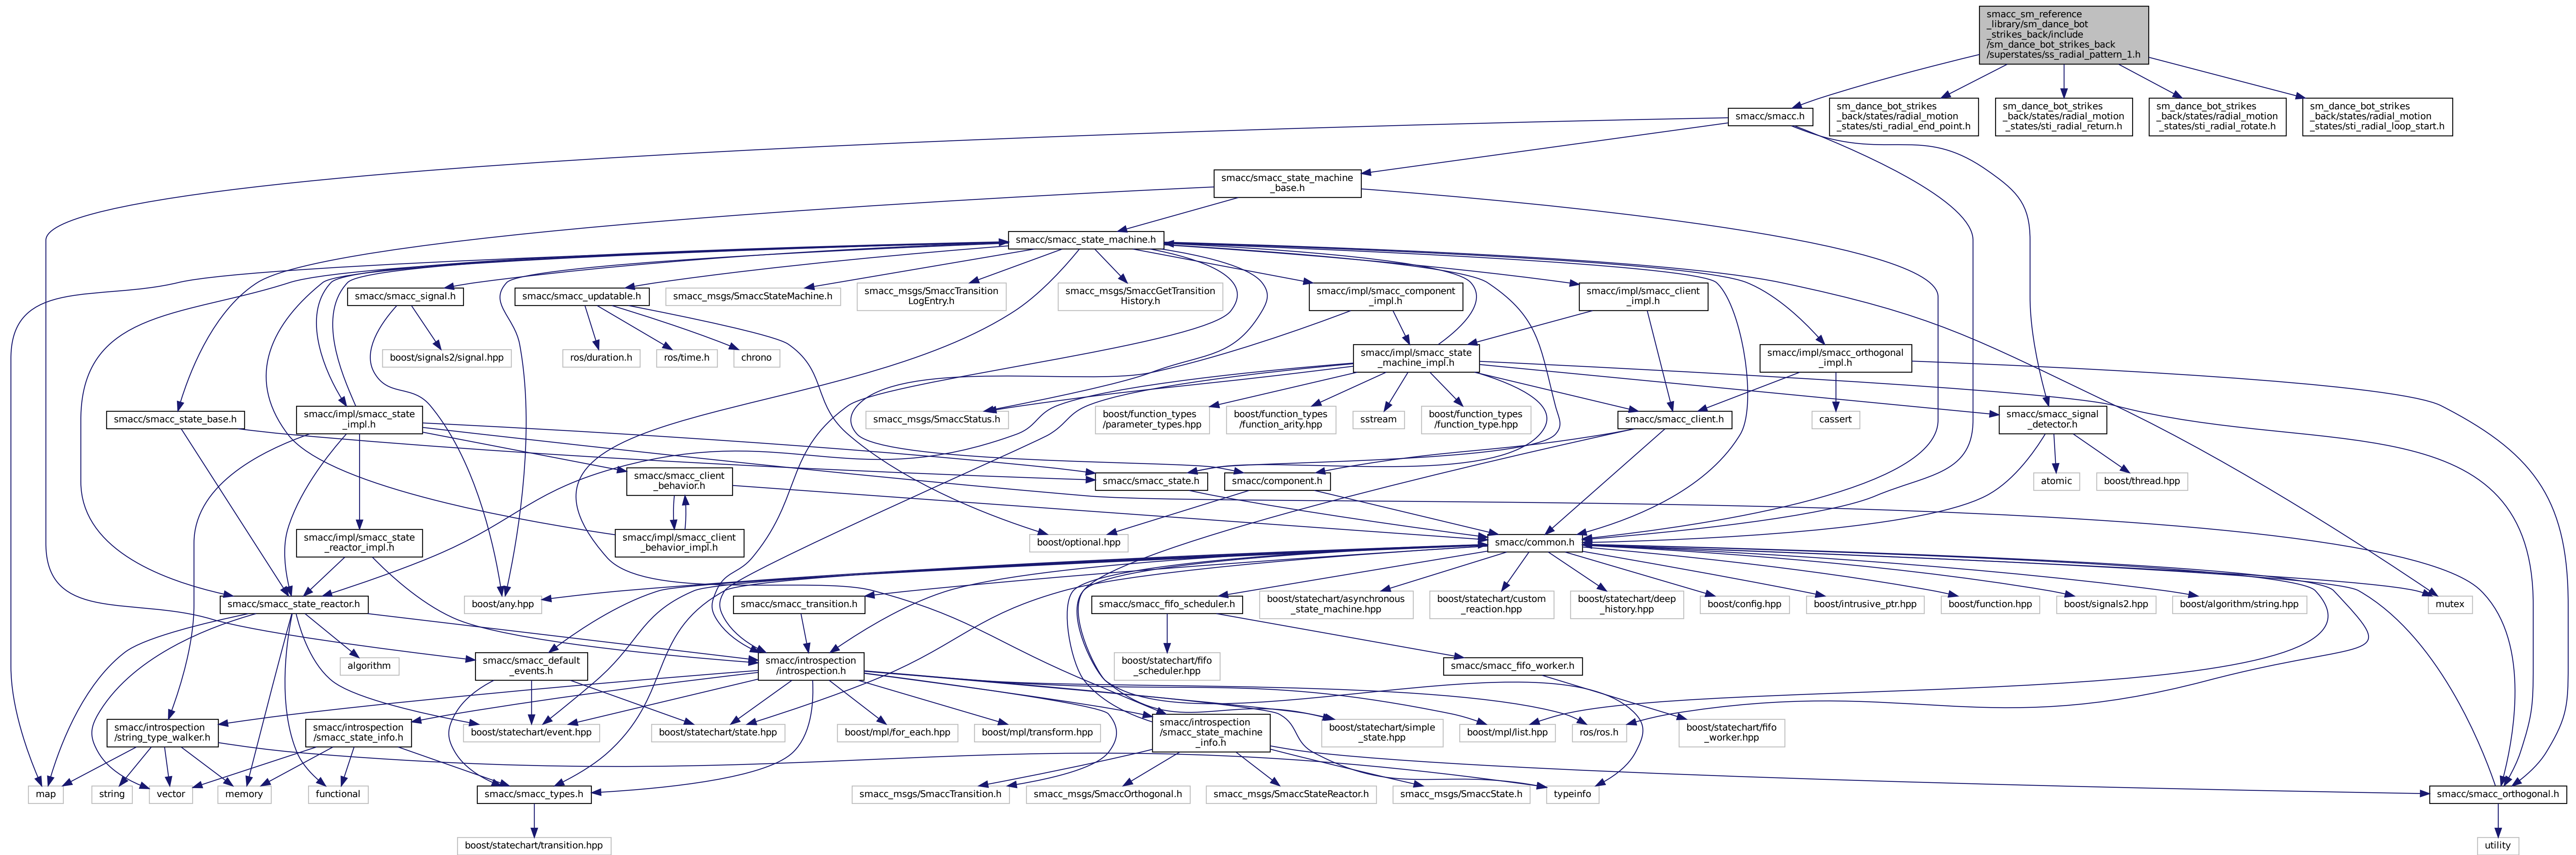 smacc_sm_reference
_library/sm_dance_bot
_strikes_back/include
/sm_dance_bot_strikes_back
/superstates/ss_radial_pattern_1.h
smacc/smacc.h
sm_dance_bot_strikes
_back/states/radial_motion
_states/sti_radial_end_point.h
sm_dance_bot_strikes
_back/states/radial_motion
_states/sti_radial_return.h
sm_dance_bot_strikes
_back/states/radial_motion
_states/sti_radial_rotate.h
sm_dance_bot_strikes
_back/states/radial_motion
_states/sti_radial_loop_start.h
smacc/smacc_state_machine
_base.h
smacc/smacc_state_machine.h
smacc/smacc_signal.h
smacc/smacc_updatable.h
smacc_msgs/SmaccStateMachine.h
smacc_msgs/SmaccTransition
LogEntry.h
smacc_msgs/SmaccGetTransition
History.h
smacc/impl/smacc_component
_impl.h
smacc/impl/smacc_client
_impl.h
boost/signals2/signal.hpp
ros/duration.h
ros/time.h
chrono
smacc/impl/smacc_state
_machine_impl.h
smacc/impl/smacc_orthogonal
_impl.h
smacc/smacc_state_base.h
smacc/impl/smacc_state
_impl.h
smacc_msgs/SmaccStatus.h
boost/function_types
/parameter_types.hpp
boost/function_types
/function_arity.hpp
sstream
boost/function_types
/function_type.hpp
smacc/smacc_client.h
cassert
smacc/smacc_signal
_detector.h
smacc/smacc_client
_behavior.h
smacc/smacc_state.h
smacc/component.h
atomic
boost/thread.hpp
smacc/impl/smacc_state
_reactor_impl.h
smacc/impl/smacc_client
_behavior_impl.h
boost/optional.hpp
smacc/common.h
smacc/smacc_state_reactor.h
boost/any.hpp
smacc/smacc_transition.h
smacc/smacc_fifo_scheduler.h
boost/statechart/asynchronous
_state_machine.hpp
boost/statechart/custom
_reaction.hpp
boost/statechart/deep
_history.hpp
boost/config.hpp
boost/intrusive_ptr.hpp
boost/function.hpp
boost/signals2.hpp
boost/algorithm/string.hpp
mutex
algorithm
smacc/smacc_default
_events.h
smacc/introspection
/introspection.h
boost/statechart/fifo
_scheduler.hpp
smacc/smacc_fifo_worker.h
smacc/introspection
/string_type_walker.h
smacc/introspection
/smacc_state_info.h
boost/statechart/event.hpp
boost/statechart/state.hpp
boost/mpl/for_each.hpp
boost/mpl/transform.hpp
smacc/introspection
/smacc_state_machine
_info.h
boost/statechart/simple
_state.hpp
boost/mpl/list.hpp
ros/ros.h
boost/statechart/fifo
_worker.hpp
map
string
vector
memory
functional
smacc/smacc_types.h
smacc_msgs/SmaccTransition.h
smacc_msgs/SmaccOrthogonal.h
smacc_msgs/SmaccStateReactor.h
smacc_msgs/SmaccState.h
typeinfo
smacc/smacc_orthogonal.h
boost/statechart/transition.hpp
utility